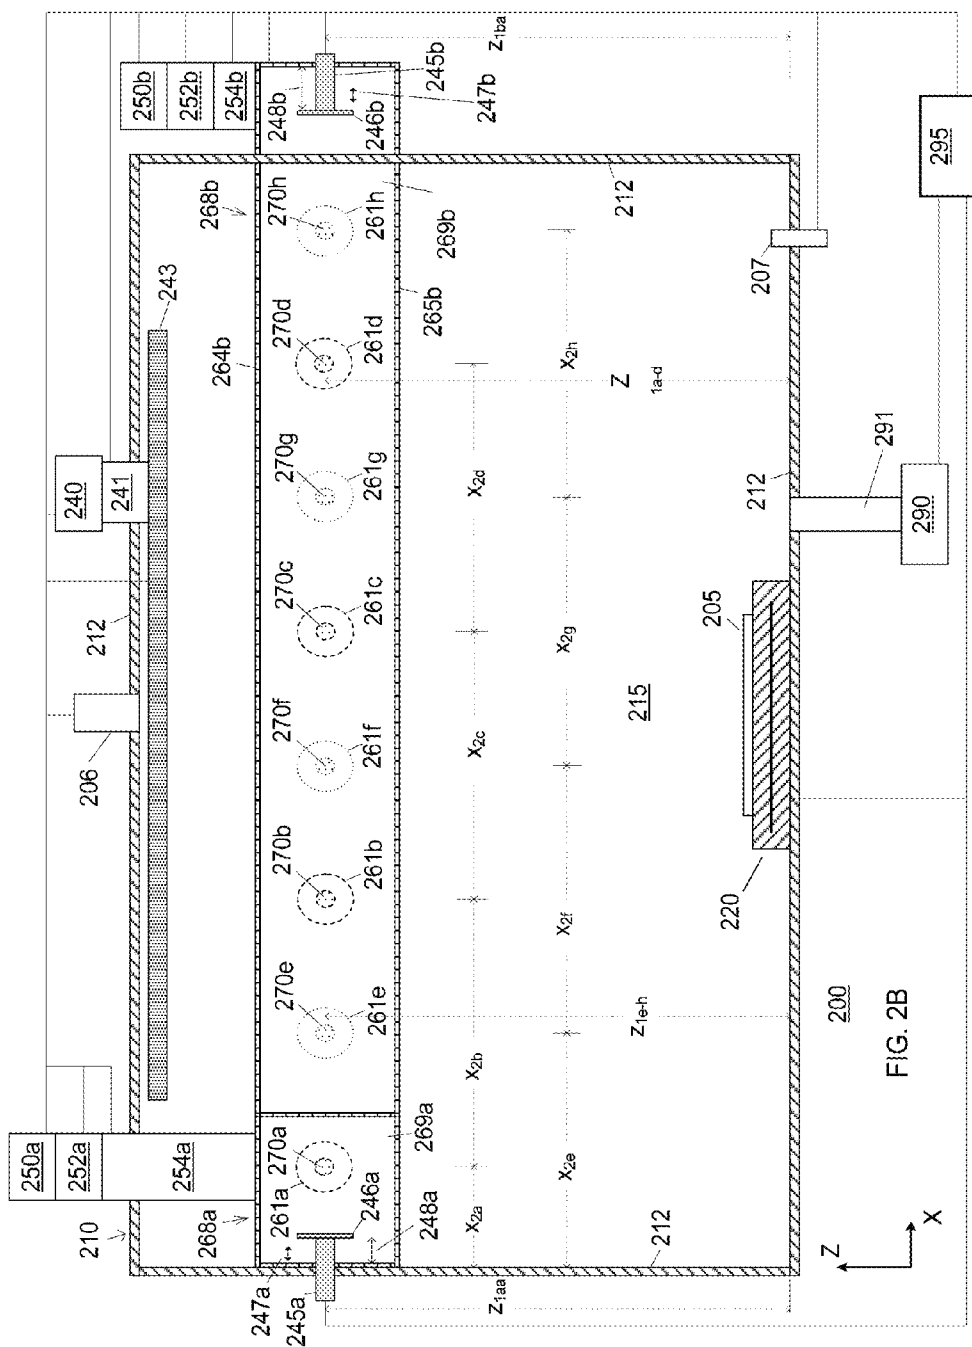 250a
252a
254a
210
268a
247a
245a
261a
270a
246a
248a
269a
240
241
243
206
212
264b
268b
250b
252b
254b
248b
245b
246b
247b
z1ba
270e
270b
270f
270c
270g
270d
270h
261e
261b
261f
261c
261g
261d
261h
269b
265b
212
x2a
x2b
x2c
x2d
x2e
x2f
x2g
x2h
z1aa
z1e-h
Z1a-d
215
205
220
207
212
212
291
290
295
Z
X
200
FIG. 2B